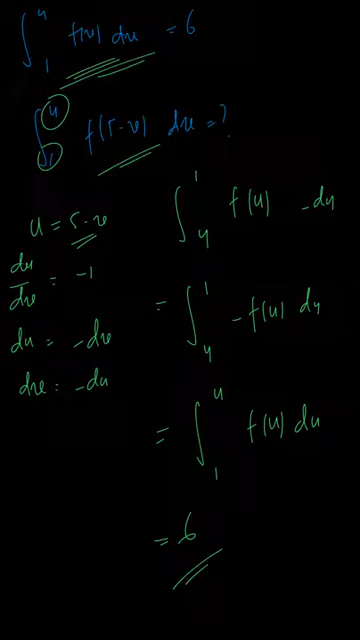 ∫₁⁴ f(x) dx = 6
∫₁⁴ f(5-x) dx = ?
u = 5-x
du/dx = -1
du = -dx
dx = -du
∫₄¹ f(u) -du
= ∫₄¹ -f(u) du
= ∫₁⁴ f(u) du
= 6